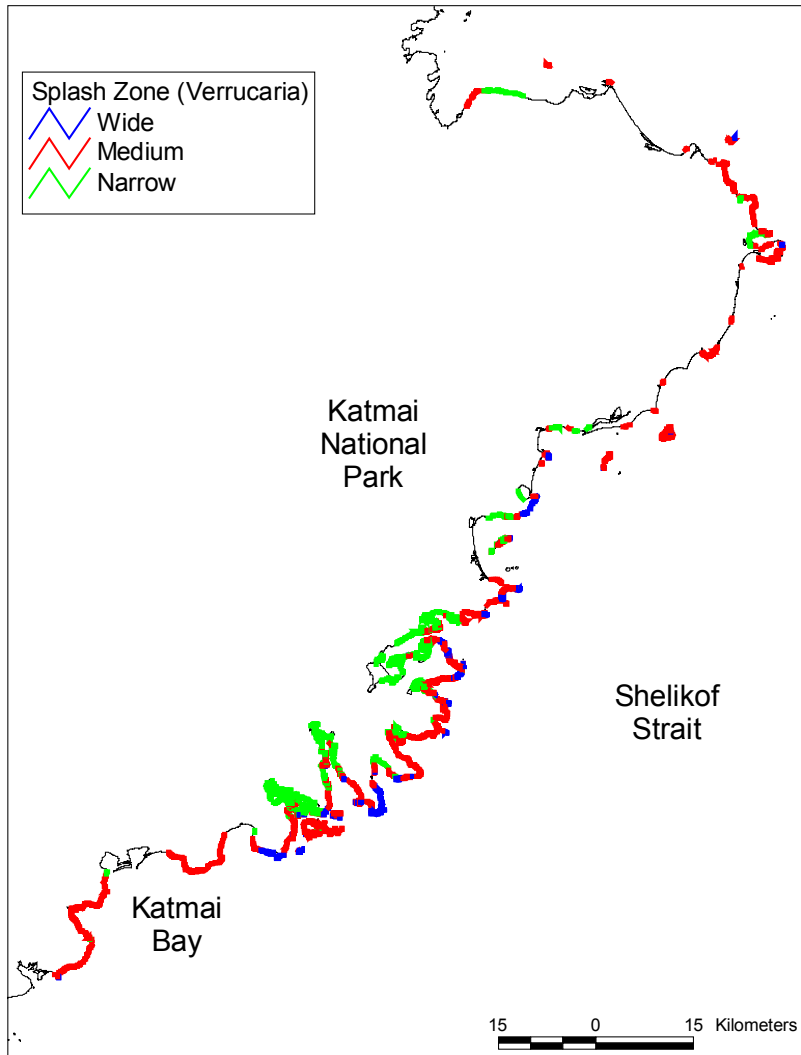 Splash Zone (Verrucaria)
Wide
Medium
Narrow
Katmai
National
Park
Shelikof
Strait
Katmai
Bay
15 0 15 Kilometers